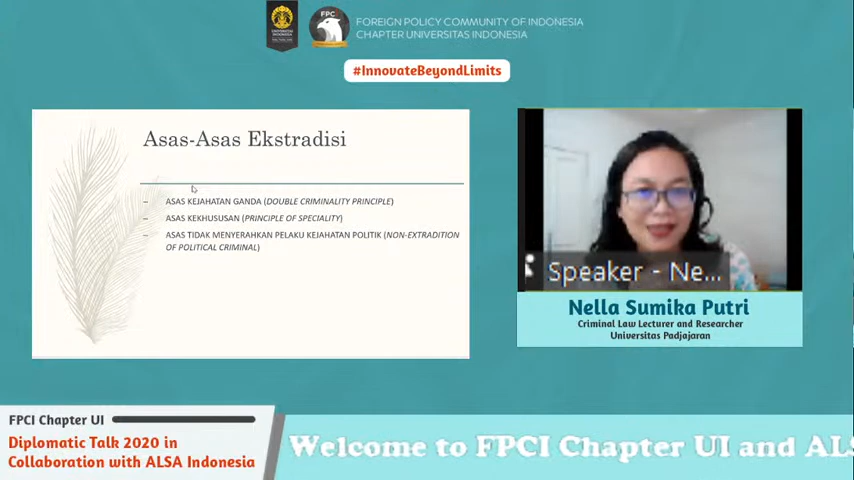 UNIVERSITAS INDONESIA
FPC
FOREIGN POLICY COMMUNITY OF INDONESIA
CHAPTER UNIVERSITAS INDONESIA
#InnovateBeyondLimits
Asas-Asas Ekstradisi
– ASAS KEJAHATAN GANDA (DOUBLE CRIMINALITY PRINCIPLE)
– ASAS KEKHUSUSAN (PRINCIPLE OF SPECIALITY)
– ASAS TIDAK MENYERAHKAN PELAKU KEJAHATAN POLITIK (NON-EXTRADITION
OF POLITICAL CRIMINAL)
Speaker - Ne...
Nella Sumika Putri
Criminal Law Lecturer and Researcher
Universitas Padjajaran
FPCI Chapter UI
Diplomatic Talk 2020 in
Collaboration with ALSA Indonesia
Welcome to FPCI Chapter UI and ALS